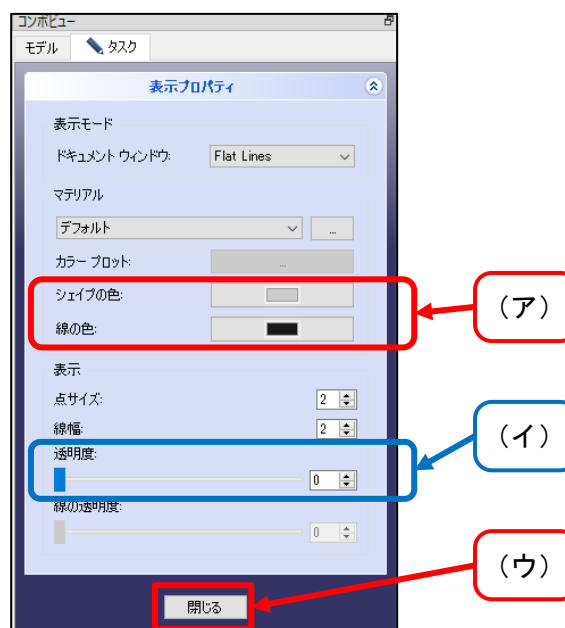 コンボビュー
モデル タスク
表示プロパティ
表示モード
ドキュメント ウィンドウ: Flat Lines
マテリアル
デフォルト ...
カラー プロット: ...
シェイプの色:
(ア)
線の色:
表示
点サイズ: 2
線幅: 2
(イ)
透明度:
0
線の透明度:
0
(ウ)
閉じる